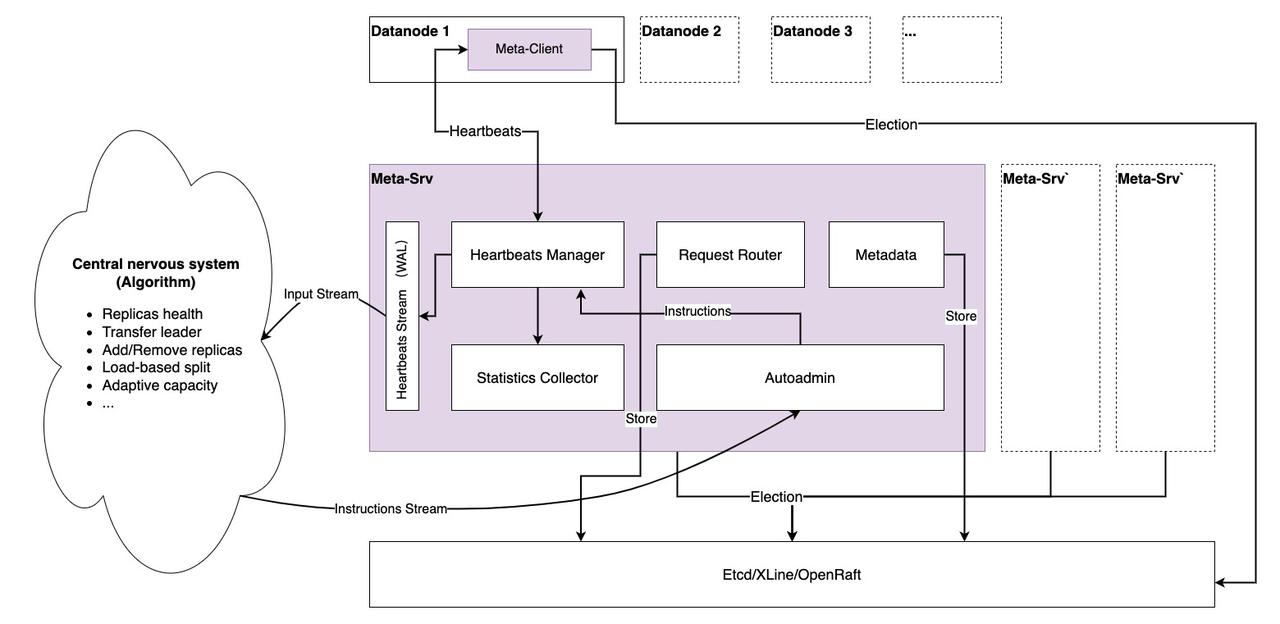 Datanode 1
Meta-Client
Datanode 2
Datanode 3
...
Heartbeats
Election
Meta-Srv
Meta-Srv`
Meta-Srv`
Heartbeats Stream （WAL）
Heartbeats Manager
Request Router
Metadata
Central nervous system
(Algorithm)
• Replicas health
• Transfer leader
• Add/Remove replicas
• Load-based split
• Adaptive capacity
• ...
Input Stream
Instructions
Store
Statistics Collector
Autoadmin
Store
Election
Instructions Stream
Etcd/XLine/OpenRaft